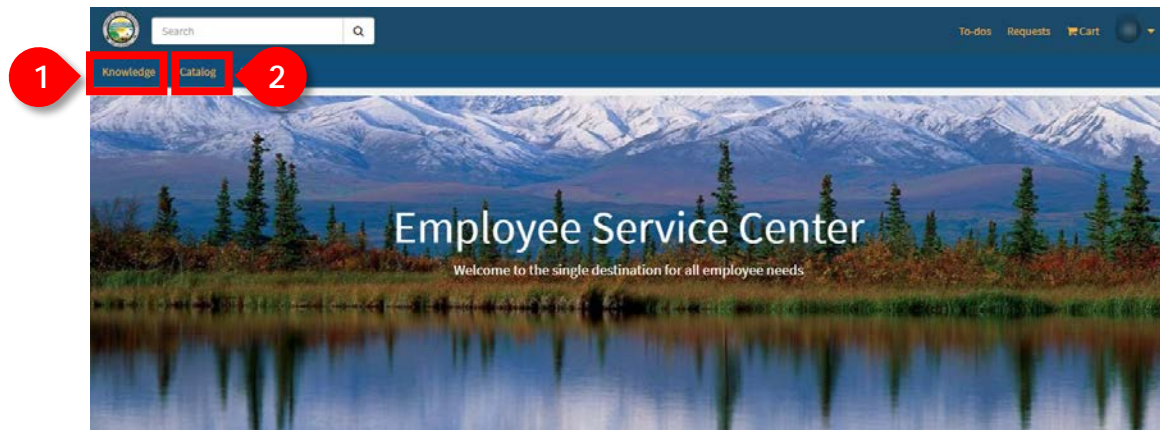 Search
To-dos Requests Cart
1 Knowledge Catalog 2
Employee Service Center
Welcome to the single destination for all employee needs